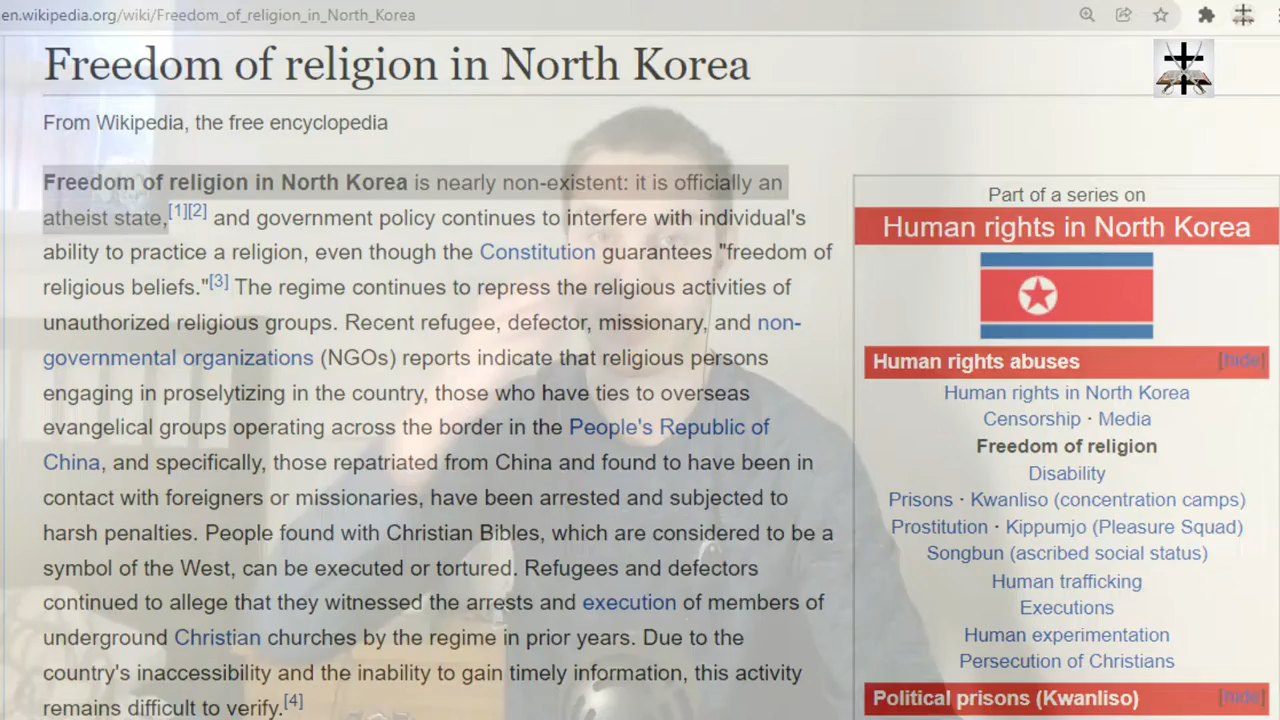 en.wikipedia.org/wiki/Freedom_of_religion_in_North_Korea
Freedom of religion in North Korea
From Wikipedia, the free encyclopedia
Freedom of religion in North Korea is nearly non-existent: it is officially an
atheist state,[1][2] and government policy continues to interfere with individual's
ability to practice a religion, even though the Constitution guarantees "freedom of
religious beliefs."[3] The regime continues to repress the religious activities of
unauthorized religious groups. Recent refugee, defector, missionary, and non-
governmental organizations (NGOs) reports indicate that religious persons
engaging in proselytizing in the country, those who have ties to overseas
evangelical groups operating across the border in the People's Republic of
China, and specifically, those repatriated from China and found to have been in
contact with foreigners or missionaries, have been arrested and subjected to
harsh penalties. People found with Christian Bibles, which are considered to be a
symbol of the West, can be executed or tortured. Refugees and defectors
continued to allege that they witnessed the arrests and execution of members of
underground Christian churches by the regime in prior years. Due to the
country's inaccessibility and the inability to gain timely information, this activity
remains difficult to verify.[4]
Part of a series on
Human rights in North Korea
Human rights abuses [hide]
Human rights in North Korea
Censorship · Media
Freedom of religion
Disability
Prisons · Kwanliso (concentration camps)
Prostitution · Kippumjo (Pleasure Squad)
Songbun (ascribed social status)
Human trafficking
Executions
Human experimentation
Persecution of Christians
Political prisons (Kwanliso) [hide]